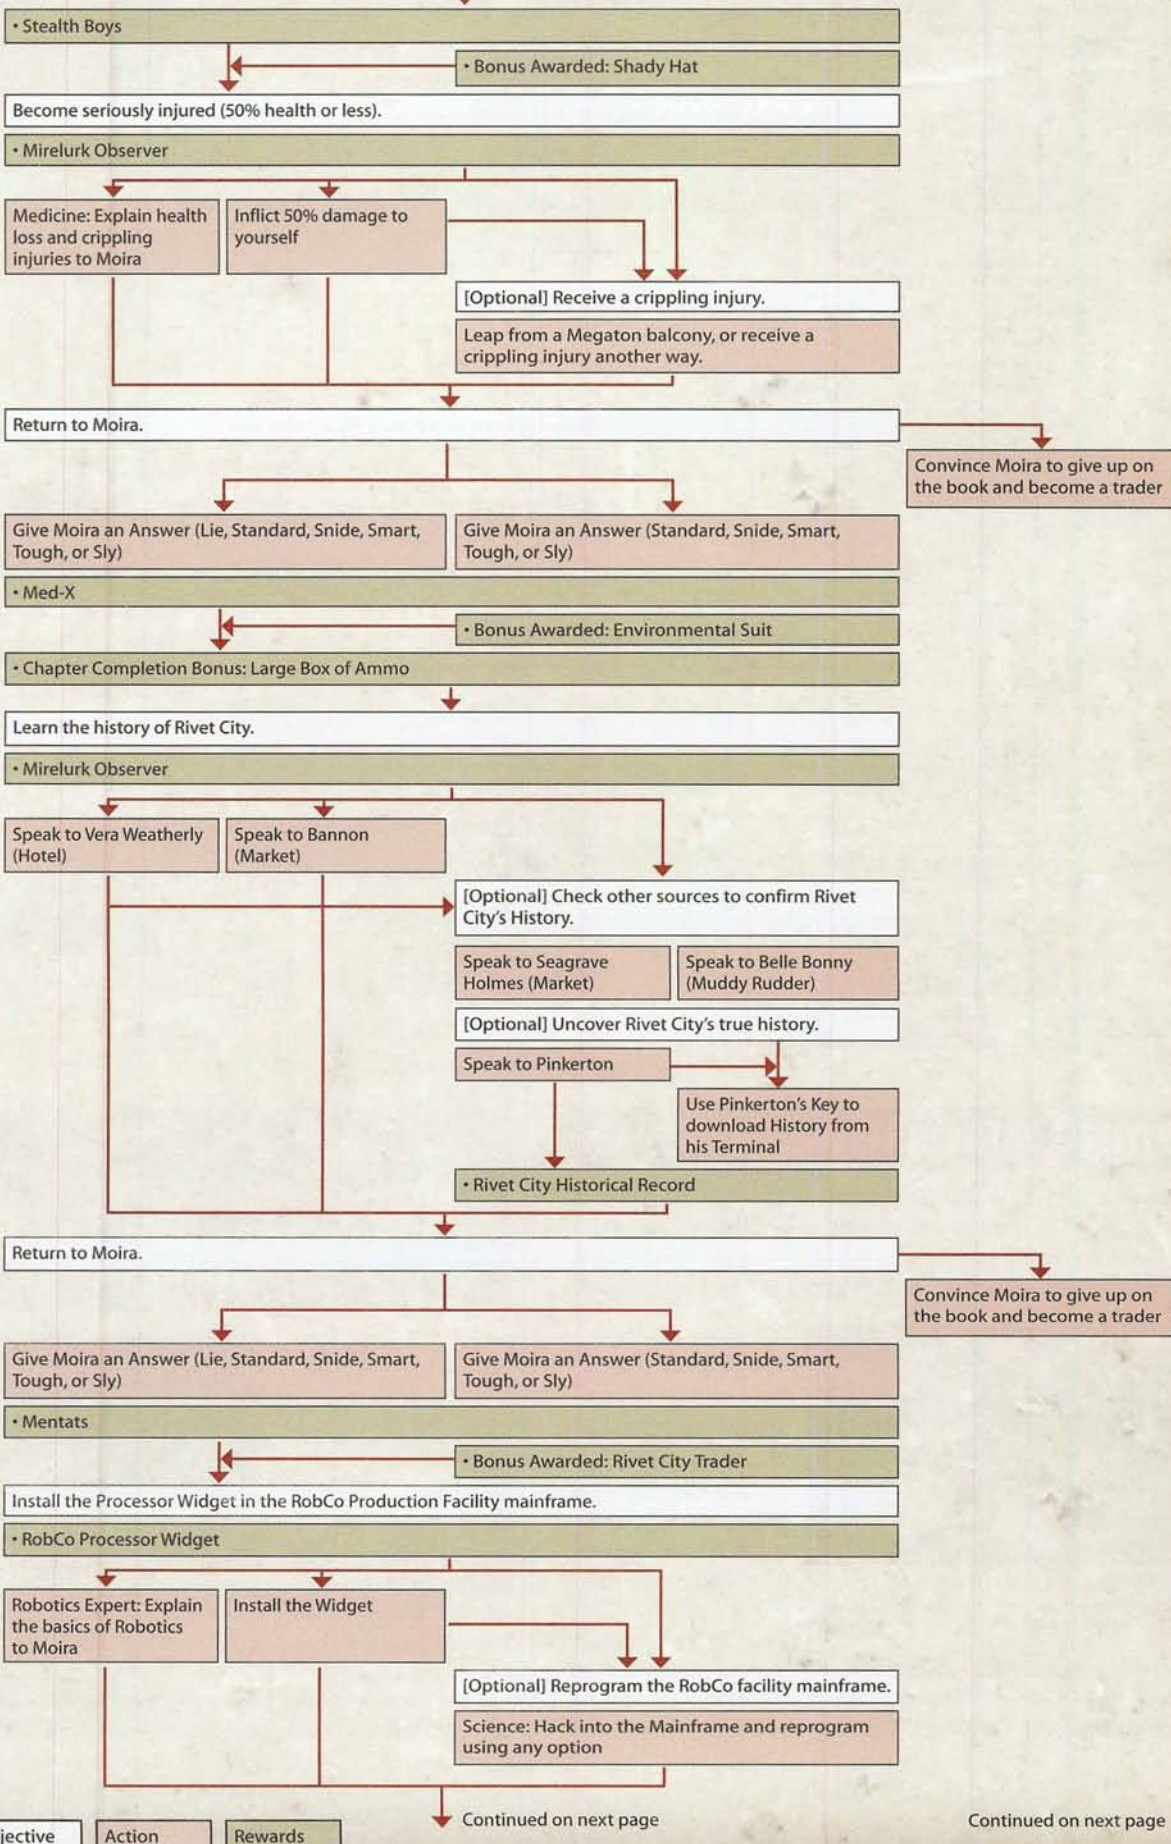 • Stealth Boys
• Bonus Awarded: Shady Hat
Become seriously injured (50% health or less).
• Mirelurk Observer
Medicine: Explain health
loss and crippling
injuries to Moira
Inflict 50% damage to
yourself
[Optional] Receive a crippling injury.
Leap from a Megaton balcony, or receive a
crippling injury another way.
Return to Moira.
Convince Moira to give up on
the book and become a trader
Give Moira an Answer (Lie, Standard, Snide, Smart,
Tough, or Sly)
Give Moira an Answer (Standard, Snide, Smart,
Tough, or Sly)
• Med-X
• Bonus Awarded: Environmental Suit
• Chapter Completion Bonus: Large Box of Ammo
Learn the history of Rivet City.
• Mirelurk Observer
Speak to Vera Weatherly
(Hotel)
Speak to Bannon
(Market)
[Optional] Check other sources to confirm Rivet
City's History.
Speak to Seagrave
Holmes (Market)
Speak to Belle Bonny
(Muddy Rudder)
[Optional] Uncover Rivet City's true history.
Speak to Pinkerton
Use Pinkerton's Key to
download History from
his Terminal
• Rivet City Historical Record
Return to Moira.
Convince Moira to give up on
the book and become a trader
Give Moira an Answer (Lie, Standard, Snide, Smart,
Tough, or Sly)
Give Moira an Answer (Standard, Snide, Smart,
Tough, or Sly)
• Mentats
• Bonus Awarded: Rivet City Trader
Install the Processor Widget in the RobCo Production Facility mainframe.
• RobCo Processor Widget
Robotics Expert: Explain
the basics of Robotics
to Moira
Install the Widget
[Optional] Reprogram the RobCo facility mainframe.
Science: Hack into the Mainframe and reprogram
using any option
Continued on next page
Continued on next page
jective
Action
Rewards